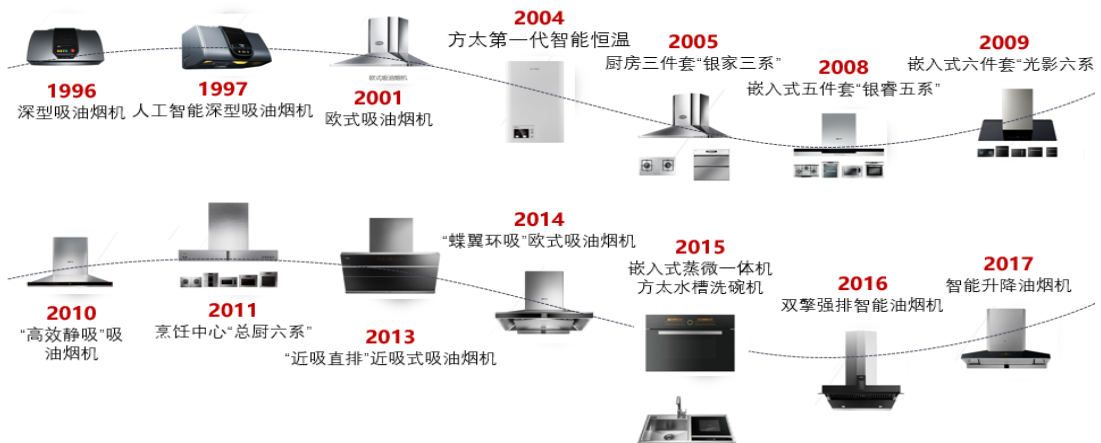 1996
深型吸油烟机
1997
人工智能深型吸油烟机
欧式吸油烟机
2001
欧式吸油烟机
2004
方太第一代智能恒温
2005
厨房三件套“银家三系”
2008
嵌入式五件套“银睿五系”
2009
嵌入式六件套“光影六系
2010
“高效静吸”吸
油烟机
2011
烹饪中心“总厨六系”
2013
“近吸直排”近吸式吸油烟机
2014
“蝶翼环吸”欧式吸油烟机
2015
嵌入式蒸微一体机
方太水槽洗碗机
2016
双擎强排智能油烟机
2017
智能升降油烟机